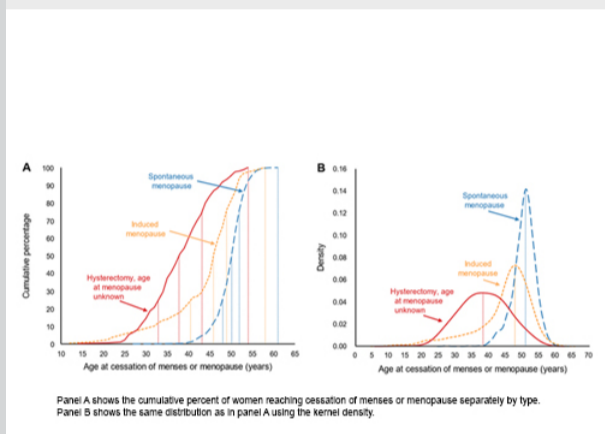 A
100
90
80
70
60
50
40
30
20
10
0
Cumulative percentage
Spontaneous
menopause
Induced
menopause
Hysterectomy, age
at menopause
unknown
10 15 20 25 30 35 40 45 50 55 60 65
Age at cessation of menses or menopause (years)
B
0.16
0.14
0.12
0.10
0.08
0.06
0.04
0.02
0.00
Density
Spontaneous
menopause
Induced
menopause
Hysterectomy, age
at menopause
unknown
0 5 10 15 20 25 30 35 40 45 50 55 60 65 70
Age at cessation of menses or menopause (years)
Panel A shows the cumulative percent of women reaching cessation of menses or menopause separately by type.
Panel B shows the same distribution as in panel A using the kernel density.